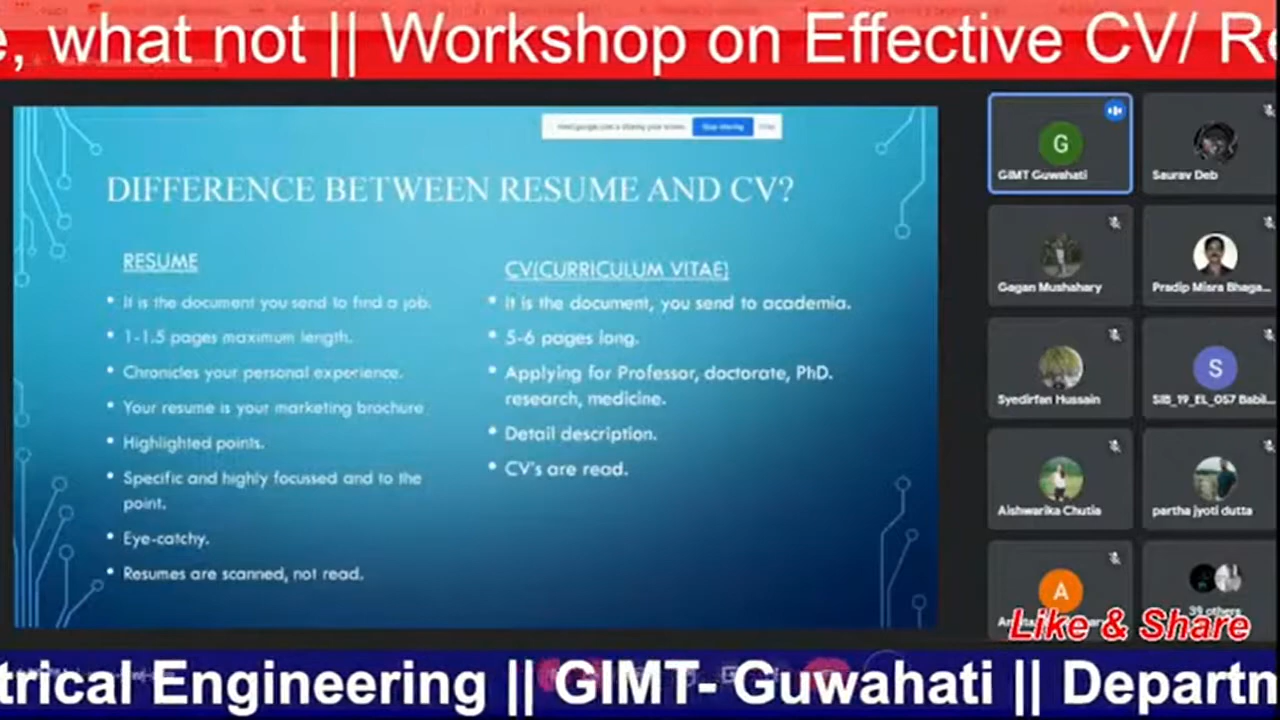 e, what not || Workshop on Effective CV/ Re
Stop sharing
DIFFERENCE BETWEEN RESUME AND CV?
RESUME
• It is the document you send to find a job.
• 1-1.5 pages maximum length.
• Chronicles your personal experience.
• Your resume is your marketing brochure
• Highlighted points.
• Specific and highly focussed and to the
point.
• Eye-catchy.
• Resumes are scanned, not read.
CV(CURRICULUM VITAE)
• It is the document, you send to academia.
• 5-6 pages long.
• Applying for Professor, doctorate, PhD.
research, medicine.
• Detail description.
• CV's are read.
G
GIMT Guwahati
Saurav Deb
Gagan Mushahary
Pradip Misra Bhaga...
Syedirfan Hussain
S
SIB_19_EL_057 Babil...
Aishwarika Chutia
partha jyoti dutta
A
39 others
Like & Share
trical Engineering || GIMT- Guwahati || Departn